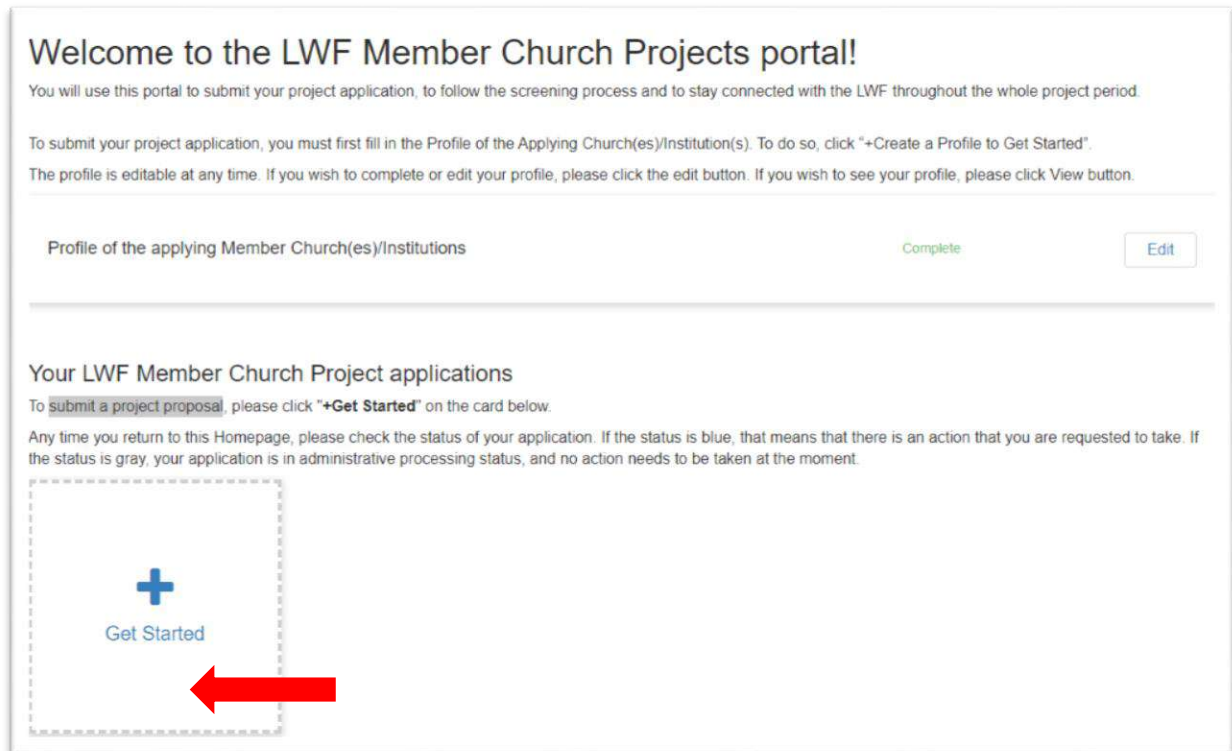 Welcome to the LWF Member Church Projects portal!
You will use this portal to submit your project application, to follow the screening process and to stay connected with the LWF throughout the whole project period.
To submit your project application, you must first fill in the Profile of the Applying Church(es)/Institution(s). To do so, click "+Create a Profile to Get Started".
The profile is editable at any time. If you wish to complete or edit your profile, please click the edit button. If you wish to see your profile, please click View button.
Profile of the applying Member Church(es)/Institutions Complete Edit
Your LWF Member Church Project applications
To submit a project proposal, please click "+Get Started" on the card below.
Any time you return to this Homepage, please check the status of your application. If the status is blue, that means that there is an action that you are requested to take. If
the status is gray, your application is in administrative processing status, and no action needs to be taken at the moment.
Get Started